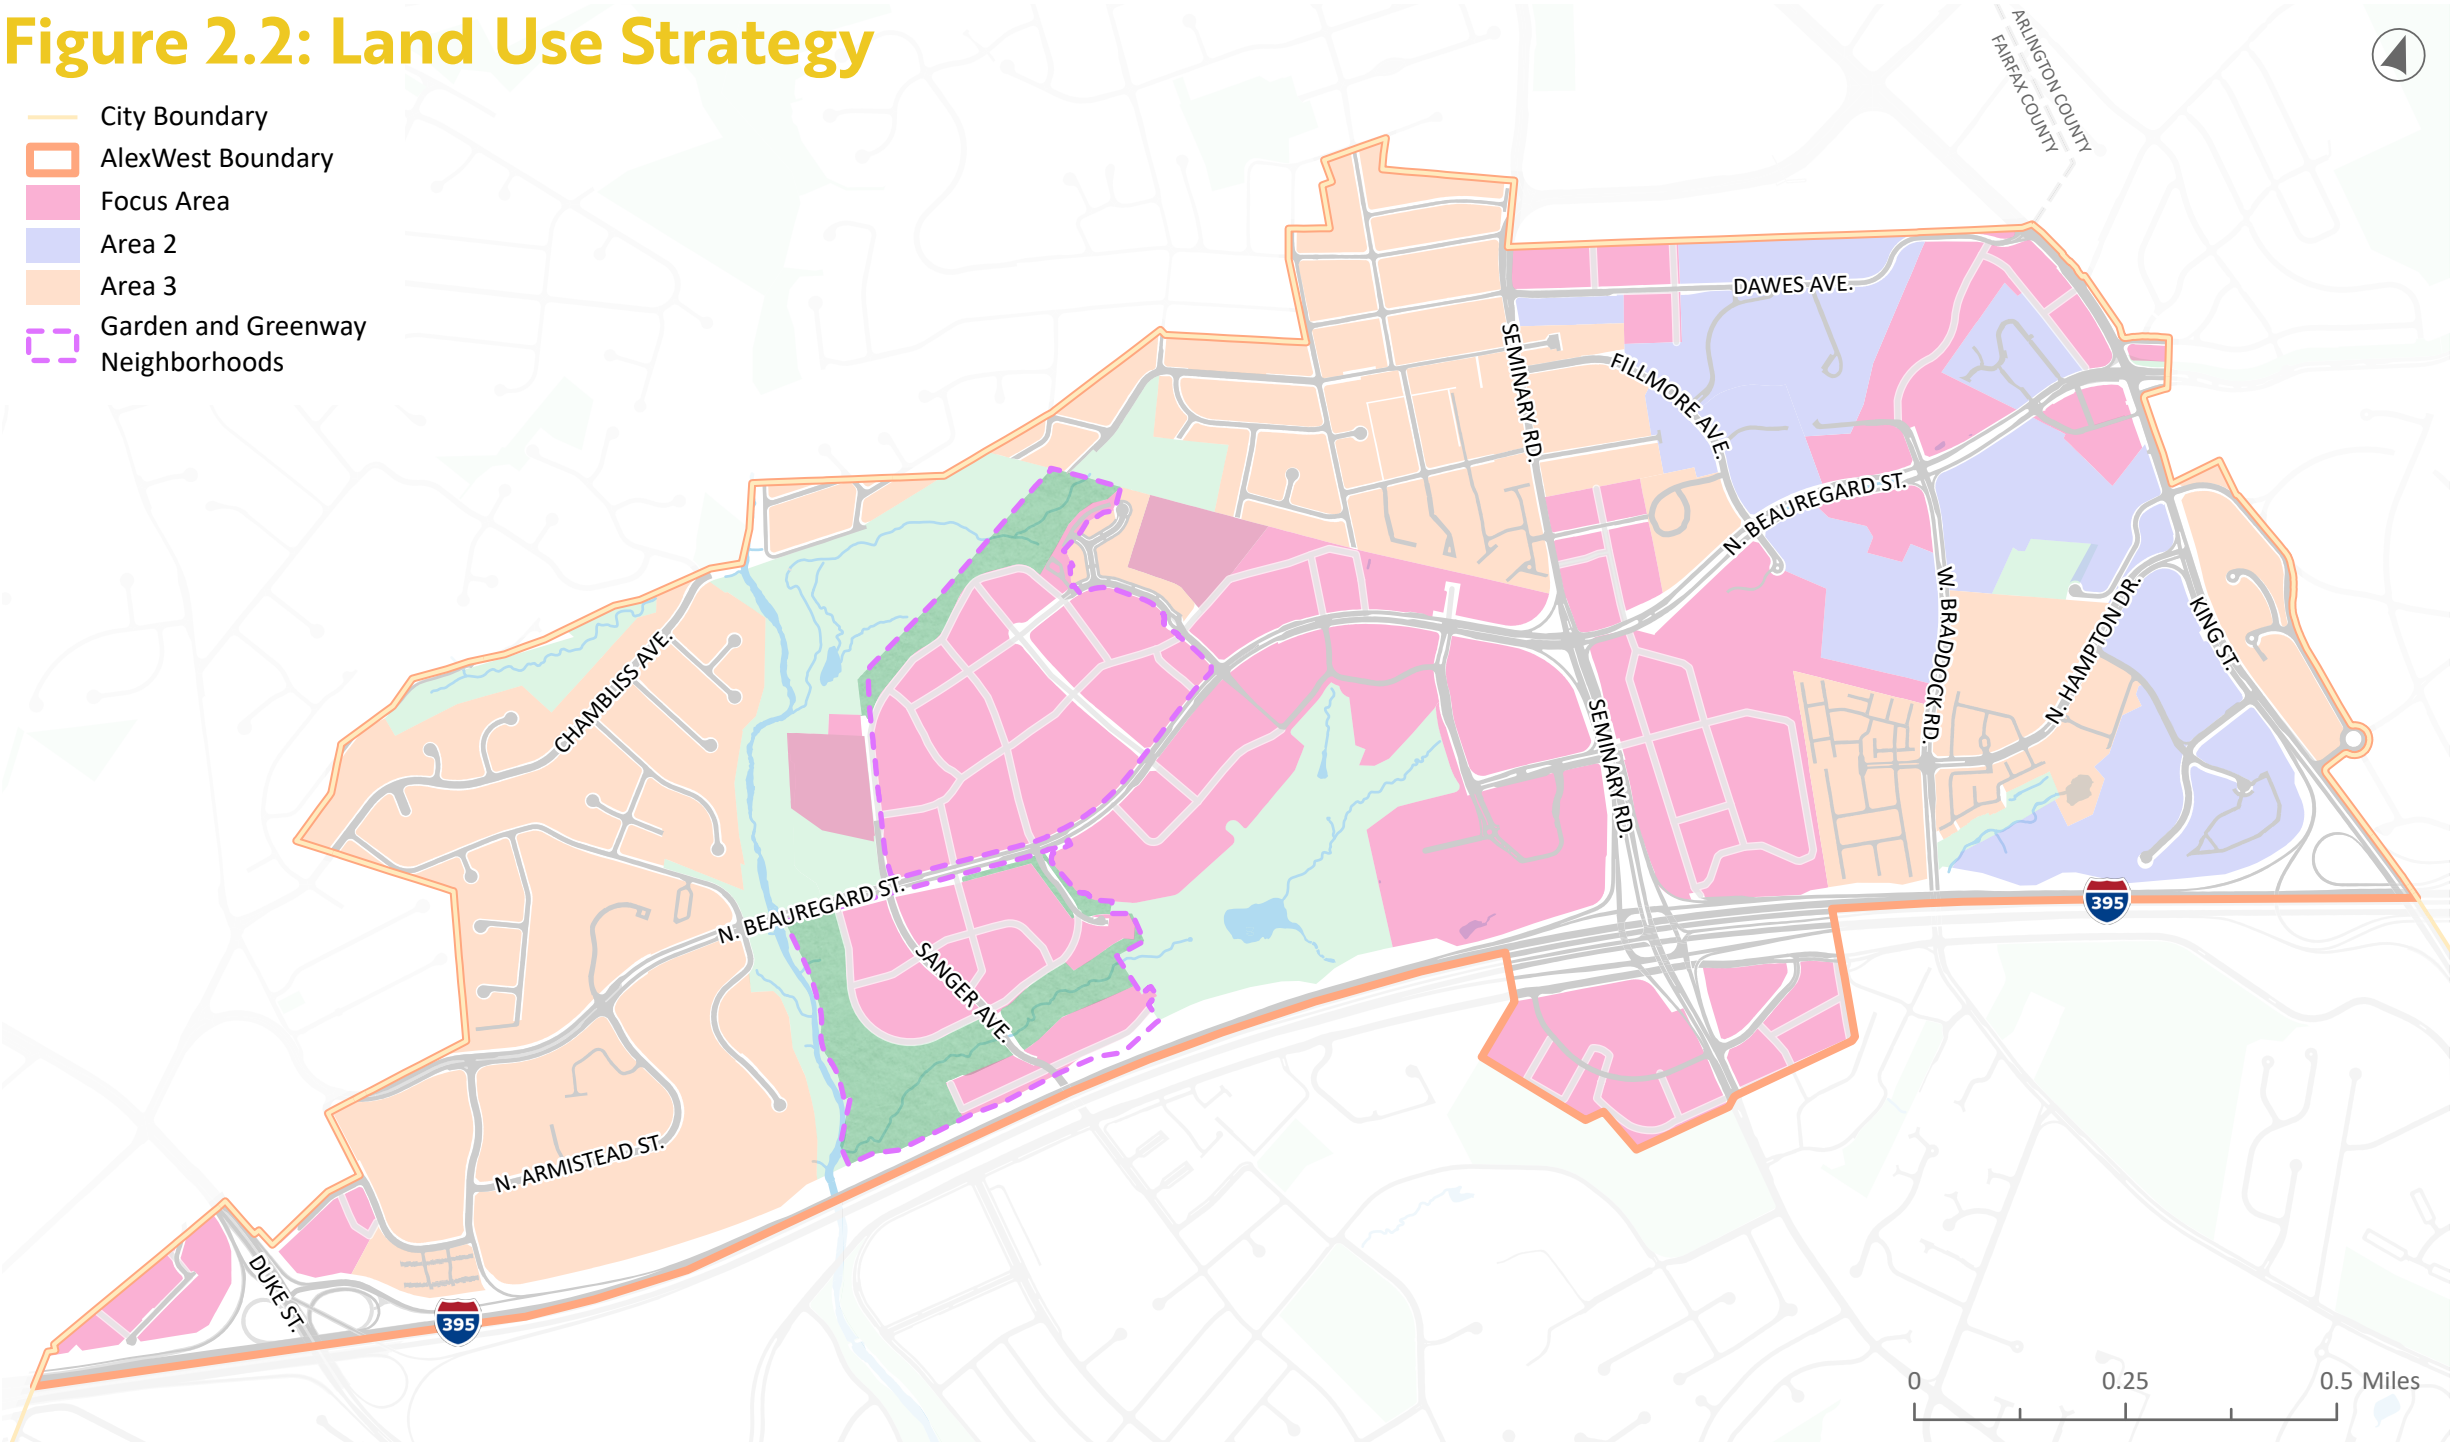 Figure 2.2: Land Use Strategy
City Boundary
AlexWest Boundary
Focus Area
Area 2
Area 3
Garden and Greenway
Neighborhoods
ARLINGTON COUNTY
FAIRFAX COUNTY
DAWES AVE.
SEMINARY RD.
FILLMORE AVE.
N. BEAUREGARD ST.
W. BRADDOCK RD.
N. HAMPTON DR.
KING ST.
CHAMBLISS AVE.
SEMINARY RD.
N. BEAUREGARD ST.
395
SANGER AVE.
N. ARMISTEAD ST.
DUKE ST.
395
0 0.25 0.5 Miles